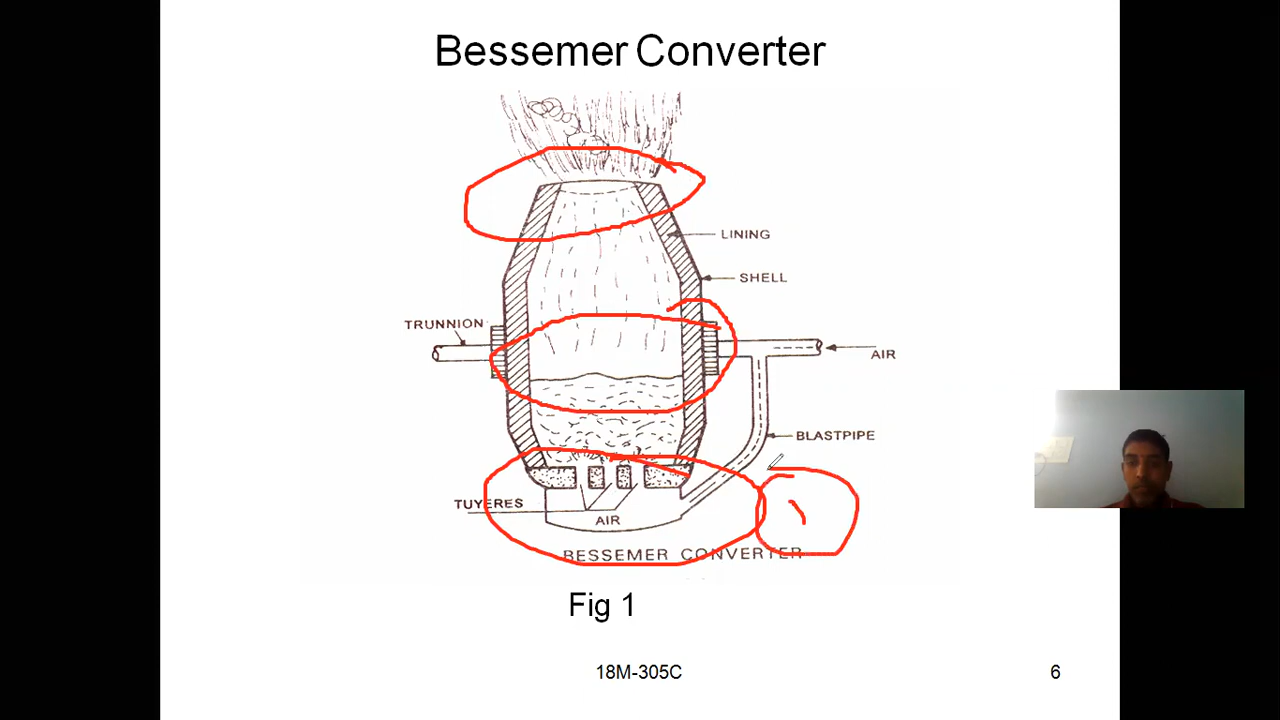 Bessemer Converter
LINING
SHELL
TRUNNION
AIR
BLASTPIPE
TUYERES
AIR
BESSEMER CONVERTER
Fig 1
18M-305C
6